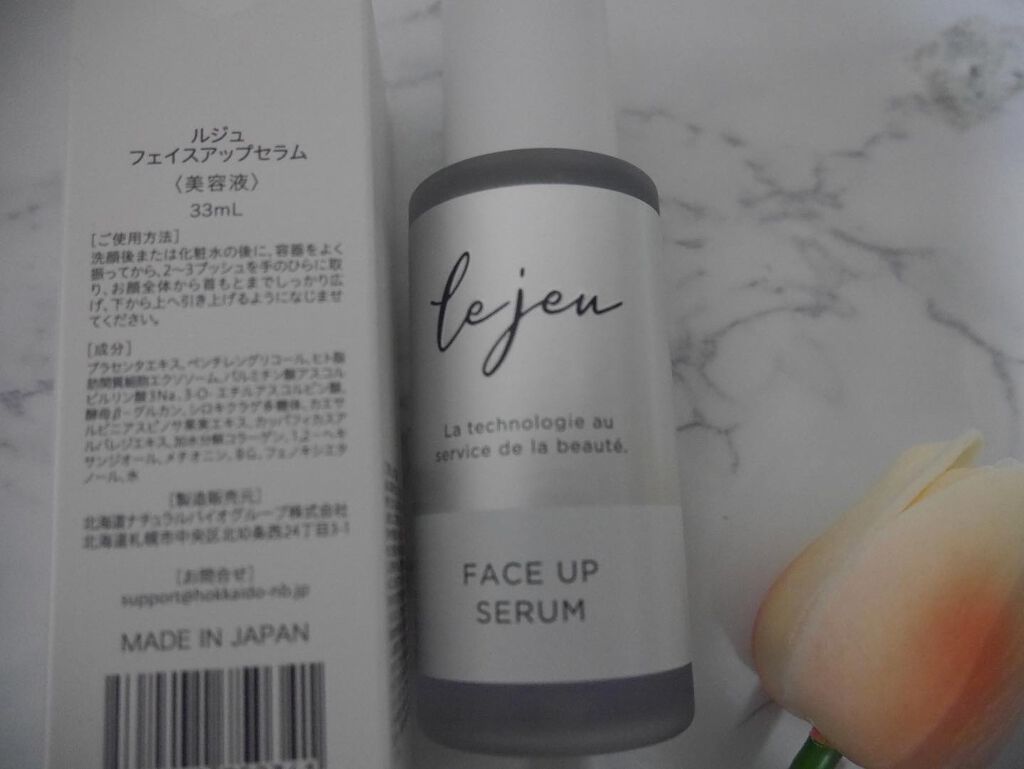 ルジュ
フェイスアップセラム
〈美容液〉
33mL
[ご使用方法]
洗顔後または化粧水の後に、容器をよく
振ってから、2〜3プッシュを手のひらに取
り、お顔全体から首もとまでしっかり広
げ、下から上へ引き上げるようになじませ
てください。
[成分]
プラセンタエキス、ペンチレングリコール、ヒト脂
肪間質細胞エクソソーム、パルミチン酸アスコル
ビルリン酸3Na、3-O-エチルアスコルビン酸、
酵母β-グルカン、シロキクラゲ多糖体、カエサ
ルピニアスピノサ果実エキス、カッパフィカスア
ルバレジエキス、加水分解コラーゲン、1,2-ヘキ
サンジオール、メチオニン、BG、フェノキシエタ
ノール、水
[製造販売元]
北海道ナチュラルバイオグループ株式会社
北海道札幌市中央区北10条西24丁目3-1
[お問合せ]
support@hokkaido-nb.jp
MADE IN JAPAN
lejeu
La technologie au
service de la beauté.
FACE UP
SERUM